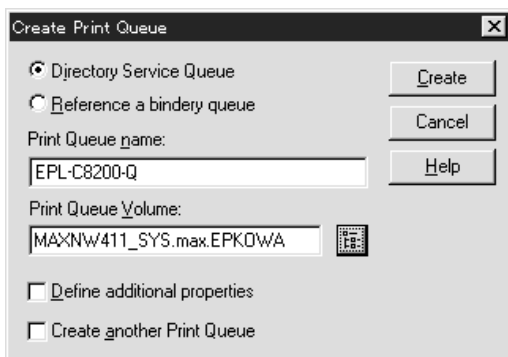 Create Print Queue
Directory Service Queue
Reference a bindery queue
Print Queue name:
EPL-C8200-Q
Print Queue Volume:
MAXNW411_SYS.max.EPKOWA
Define additional properties
Create another Print Queue
Create
Cancel
Help